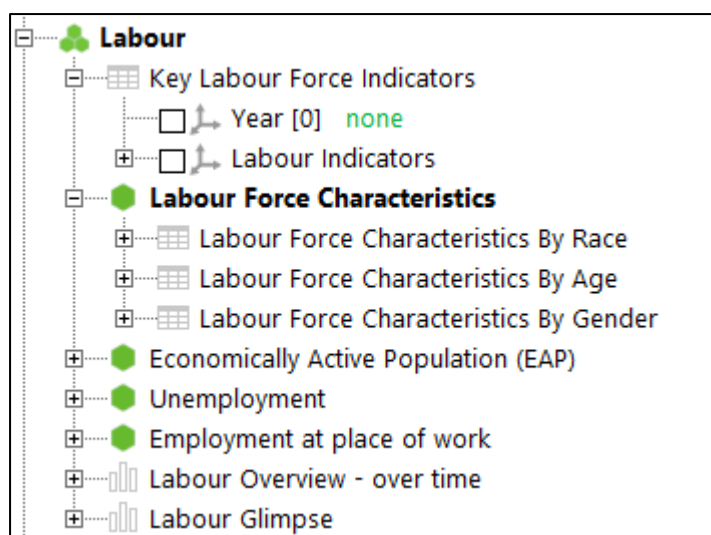 Labour
Key Labour Force Indicators
Year [0] none
Labour Indicators
Labour Force Characteristics
Labour Force Characteristics By Race
Labour Force Characteristics By Age
Labour Force Characteristics By Gender
Economically Active Population (EAP)
Unemployment
Employment at place of work
Labour Overview - over time
Labour Glimpse